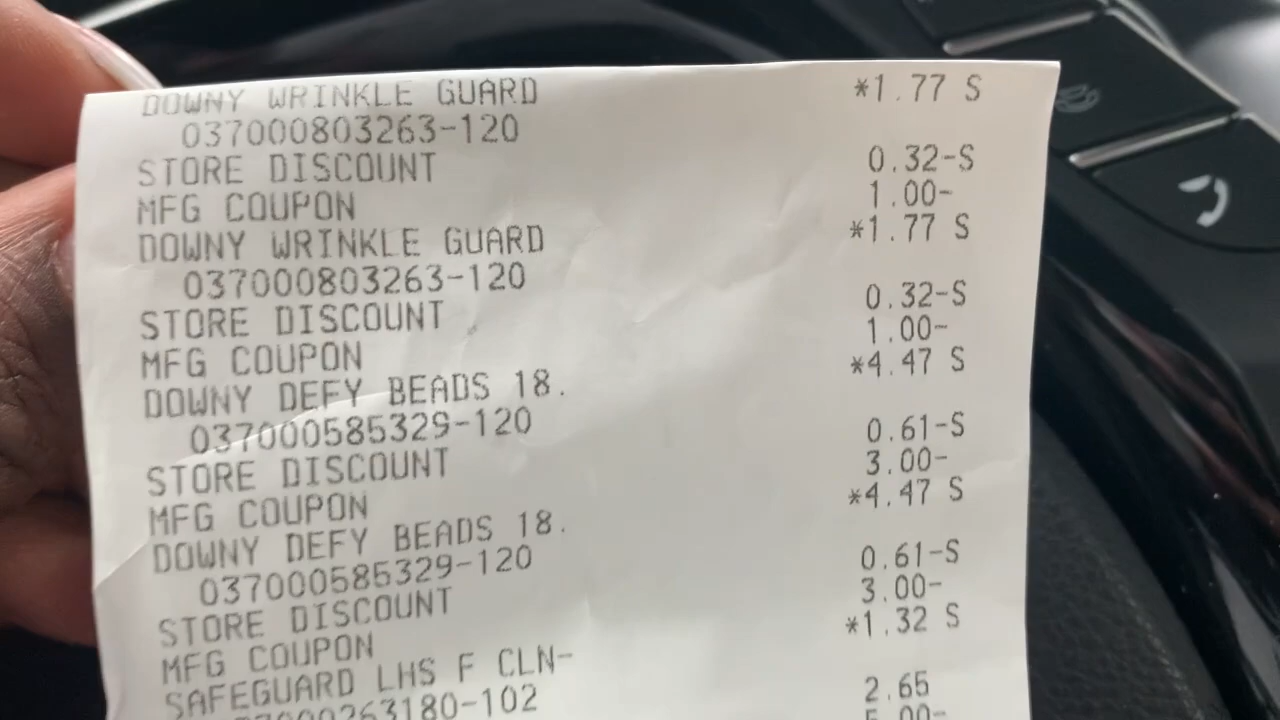 DOWNY WRINKLE GUARD *1.77 S
037000803263-120
STORE DISCOUNT 0.32-S
MFG COUPON 1.00-
DOWNY WRINKLE GUARD *1.77 S
037000803263-120
STORE DISCOUNT 0.32-S
MFG COUPON 1.00-
DOWNY DEFY BEADS 18. *4.47 S
037000585329-120
STORE DISCOUNT 0.61-S
MFG COUPON 3.00-
DOWNY DEFY BEADS 18. *4.47 S
037000585329-120
STORE DISCOUNT 0.61-S
MFG COUPON 3.00-
SAFEGUARD LHS F CLN- *1.32 S
2.65